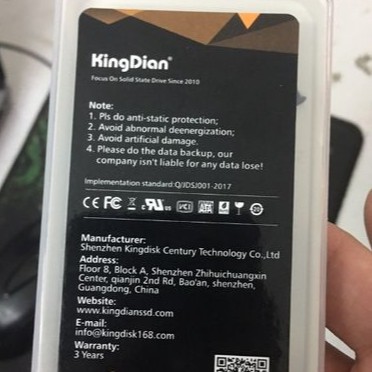 KingDian®
Focus On Solid State Drive Since 2010
Note:
1. Pls do anti-static protection;
2. Avoid abnormal deenergization;
3. Avoid artificial damage.
4. Please do the data backup, our
company isn't liable for any data lose!
Implementation standard:Q/JDSJ001-2017
Manufacturer:
Shenzhen Kingdisk Century Technology Co.,Ltd
Address:
Floor 8, Block A, Shenzhen Zhihuichuangxin
Center, qianjin 2nd Rd, Bao'an, shenzhen,
Guangdong, China
Website:
www.kingdianssd.com
E-mail:
info@kingdisk168.com
Warranty:
3 Years